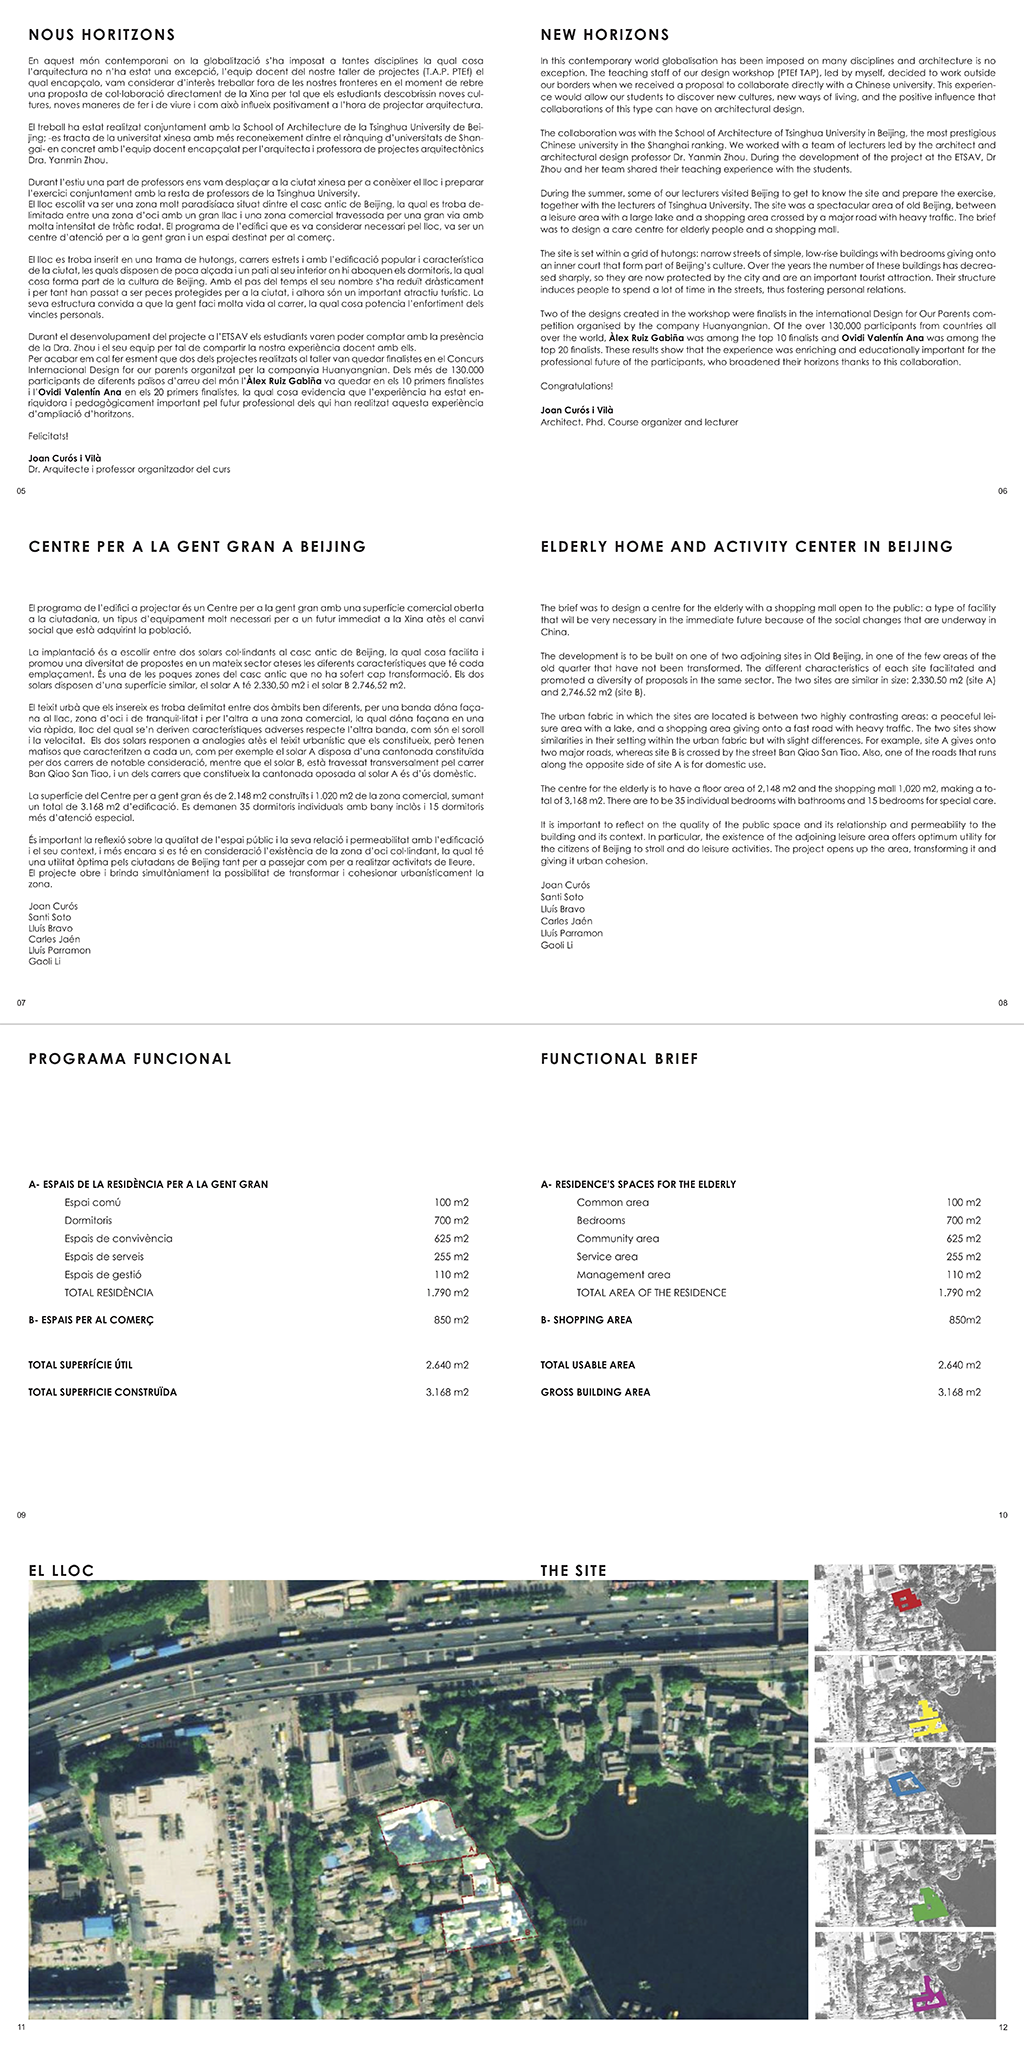 NOUS HORITZONS
En aquest món contemporani on la globalització s'ha imposat a tantes disciplines la qual cosa
l'arquitectura no n'ha estat una excepció, l'equip docent del nostre taller de projectes (T.A.P. PTEf) el
qual encapçalo, vam considerar d'interès treballar fora de les nostres fronteres en el moment de rebre
una proposta de col·laboració directament de la Xina per tal que els estudiants descobrissin noves cul-
tures, noves maneres de fer i de viure i com això influeix positivament a l'hora de projectar arquitectura.
El treball ha estat realitzat conjuntament amb la School of Architecture de la Tsinghua University de Bei-
jing; -es tracta de la universitat xinesa amb més reconeixement dintre el rànquing d'universitats de Shan-
gai- en concret amb l'equip docent encapçalat per l'arquitecta i professora de projectes arquitectònics
Dra. Yanmin Zhou.
Durant l'estiu una part de professors ens vam desplaçar a la ciutat xinesa per a conèixer el lloc i preparar
l'exercici conjuntament amb la resta de professors de la Tsinghua University.
El lloc escollit va ser una zona molt paradisíaca situat dintre el casc antic de Beijing, la qual es troba de-
limitada entre una zona d'oci amb un gran llac i una zona comercial travessada per una gran via amb
molta intensitat de tràfic rodat. El programa de l'edifici que es va considerar necessari pel lloc, va ser un
centre d'atenció per a la gent gran i un espai destinat per al comerç.
El lloc es troba inserit en una trama de hutongs, carrers estrets i amb l'edificació popular i característica
de la ciutat, les quals disposen de poca alçada i un pati al seu interior on hi aboquen els dormitoris, la qual
cosa forma part de la cultura de Beijing. Amb el pas del temps el seu nombre s'ha reduït dràsticament
i per tant han passat a ser peces protegides per a la ciutat, i alhora són un important atractiu turístic. La
seva estructura convida a que la gent faci molta vida al carrer, la qual cosa potencia l'enfortiment dels
vincles personals.
Durant el desenvolupament del projecte a l'ETSAV els estudiants varen poder comptar amb la presència
de la Dra. Zhou i el seu equip per tal de compartir la nostra experiència docent amb ells.
Per acabar em cal fer esment que dos dels projectes realitzats al taller van quedar finalistes en el Concurs
Internacional Design for our parents organitzat per la companyia Huanyangnian. Dels més de 130.000
participants de diferents països d'arreu del món l'Àlex Ruiz Gabiña va quedar en els 10 primers finalistes
i l'Ovidi Valentín Ana en els 20 primers finalistes, la qual cosa evidencia que l'experiència ha estat en-
riquidora i pedagògicament important pel futur professional dels qui han realitzat aquesta experiència
d'ampliació d'horitzons.
Felicitats!
Joan Curós i Vilà
Dr. Arquitecte i professor organitzador del curs
05
NEW HORIZONS
In this contemporary world globalisation has been imposed on many disciplines and architecture is no
exception. The teaching staff of our design workshop (PTEf TAP), led by myself, decided to work outside
our borders when we received a proposal to collaborate directly with a Chinese university. This experien-
ce would allow our students to discover new cultures, new ways of living, and the positive influence that
collaborations of this type can have on architectural design.
The collaboration was with the School of Architecture of Tsinghua University in Beijing, the most prestigious
Chinese university in the Shanghai ranking. We worked with a team of lecturers led by the architect and
architectural design professor Dr. Yanmin Zhou. During the development of the project at the ETSAV, Dr
Zhou and her team shared their teaching experience with the students.
During the summer, some of our lecturers visited Beijing to get to know the site and prepare the exercise,
together with the lecturers of Tsinghua University. The site was a spectacular area of old Beijing, between
a leisure area with a large lake and a shopping area crossed by a major road with heavy traffic. The brief
was to design a care centre for elderly people and a shopping mall.
The site is set within a grid of hutongs: narrow streets of simple, low-rise buildings with bedrooms giving onto
an inner court that form part of Beijing's culture. Over the years the number of these buildings has decrea-
sed sharply, so they are now protected by the city and are an important tourist attraction. Their structure
induces people to spend a lot of time in the streets, thus fostering personal relations.
Two of the designs created in the workshop were finalists in the international Design for Our Parents com-
petition organised by the company Huanyangnian. Of the over 130,000 participants from countries all
over the world, Àlex Ruiz Gabiña was among the top 10 finalists and Ovidi Valentín Ana was among the
top 20 finalists. These results show that the experience was enriching and educationally important for the
professional future of the participants, who broadened their horizons thanks to this collaboration.
Congratulations!
Joan Curós i Vilà
Architect. Phd. Course organizer and lecturer
06
CENTRE PER A LA GENT GRAN A BEIJING
El programa de l'edifici a projectar és un Centre per a la gent gran amb una superfície comercial oberta
a la ciutadania, un tipus d'equipament molt necessari per a un futur immediat a la Xina atès el canvi
social que està adquirint la població.
La implantació és a escollir entre dos solars col·lindants al casc antic de Beijing, la qual cosa facilita i
promou una diversitat de propostes en un mateix sector ateses les diferents característiques que té cada
emplaçament. És una de les poques zones del casc antic que no ha sofert cap transformació. Els dos
solars disposen d'una superfície similar, el solar A té 2.330,50 m2 i el solar B 2.746,52 m2.
El teixit urbà que els insereix es troba delimitat entre dos àmbits ben diferents, per una banda dóna faça-
na al llac, zona d'oci i de tranquil·litat i per l'altra a una zona comercial, la qual dóna façana en una
via ràpida, lloc del qual se'n deriven característiques adverses respecte l'altra banda, com són el soroll
i la velocitat. Els dos solars responen a analogies atès el teixit urbanístic que els constitueix, però tenen
matisos que caractertizen a cada un, com per exemple el solar A disposa d'una cantonada constituïda
per dos carrers de notable consideració, mentre que el solar B, està travessat transversalment pel carrer
Ban Qiao San Tiao, i un dels carrers que constitueix la cantonada oposada al solar A és d'ús domèstic.
La superfície del Centre per a gent gran és de 2.148 m2 construïts i 1.020 m2 de la zona comercial, sumant
un total de 3.168 m2 d'edificació. Es demanen 35 dormitoris individuals amb bany inclòs i 15 dormitoris
més d'atenció especial.
És important la reflexió sobre la qualitat de l'espai públic i la seva relació i permeabilitat amb l'edificació
i el seu context, i més encara si es té en consideració l'existència de la zona d'oci col·lindant, la qual té
una utilitat òptima pels ciutadans de Beijing tant per a passejar com per a realitzar activitats de lleure.
El projecte obre i brinda simultàniament la possibilitat de transformar i cohesionar urbanísticament la
zona.
Joan Curós
Santi Soto
Lluís Bravo
Carles Jaén
Lluís Parramon
Gaoli Li
07
ELDERLY HOME AND ACTIVITY CENTER IN BEIJING
The brief was to design a centre for the elderly with a shopping mall open to the public: a type of facility
that will be very necessary in the immediate future because of the social changes that are underway in
China.
The development is to be built on one of two adjoining sites in Old Beijing, in one of the few areas of the
old quarter that have not been transformed. The different characteristics of each site facilitated and
promoted a diversity of proposals in the same sector. The two sites are similar in size: 2,330.50 m2 (site A)
and 2,746.52 m2 (site B).
The urban fabric in which the sites are located is between two highly contrasting areas: a peaceful lei-
sure area with a lake, and a shopping area giving onto a fast road with heavy traffic. The two sites show
similarities in their setting within the urban fabric but with slight differences. For example, site A gives onto
two major roads, whereas site B is crossed by the street Ban Qiao San Tiao. Also, one of the roads that runs
along the opposite side of site A is for domestic use.
The centre for the elderly is to have a floor area of 2,148 m2 and the shopping mall 1,020 m2, making a to-
tal of 3,168 m2. There are to be 35 individual bedrooms with bathrooms and 15 bedrooms for special care.
It is important to reflect on the quality of the public space and its relationship and permeability to the
building and its context. In particular, the existence of the adjoining leisure area offers optimum utility for
the citizens of Beijing to stroll and do leisure activities. The project opens up the area, transforming it and
giving it urban cohesion.
Joan Curós
Santi Soto
Lluís Bravo
Carles Jaén
Lluís Parramon
Gaoli Li
08
PROGRAMA FUNCIONAL
A- ESPAIS DE LA RESIDÈNCIA PER A LA GENT GRAN
Espai comú 100 m2
Dormitoris 700 m2
Espais de convivència 625 m2
Espais de serveis 255 m2
Espais de gestió 110 m2
TOTAL RESIDÈNCIA 1.790 m2
B- ESPAIS PER AL COMERÇ 850 m2
TOTAL SUPERFÍCIE ÚTIL 2.640 m2
TOTAL SUPERFICIE CONSTRUÏDA 3.168 m2
09
FUNCTIONAL BRIEF
A- RESIDENCE'S SPACES FOR THE ELDERLY
Common area 100 m2
Bedrooms 700 m2
Community area 625 m2
Service area 255 m2
Management area 110 m2
TOTAL AREA OF THE RESIDENCE 1.790 m2
B- SHOPPING AREA 850m2
TOTAL USABLE AREA 2.640 m2
GROSS BUILDING AREA 3.168 m2
10
EL LLOC
A
11
THE SITE
12